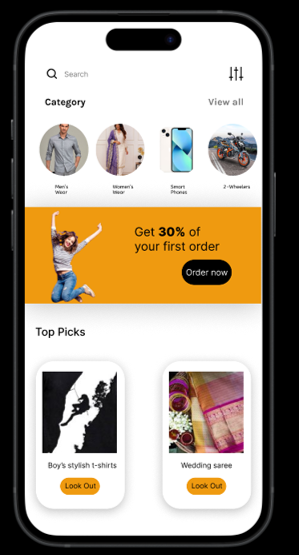 Search
Category
View all
Men's
Wear
Women's
Wear
Smart
Phones
2-Wheelers
Get 30% of
your first order
Order now
Top Picks
Boy's stylish t-shirts
Wedding saree
Look Out
Look Out